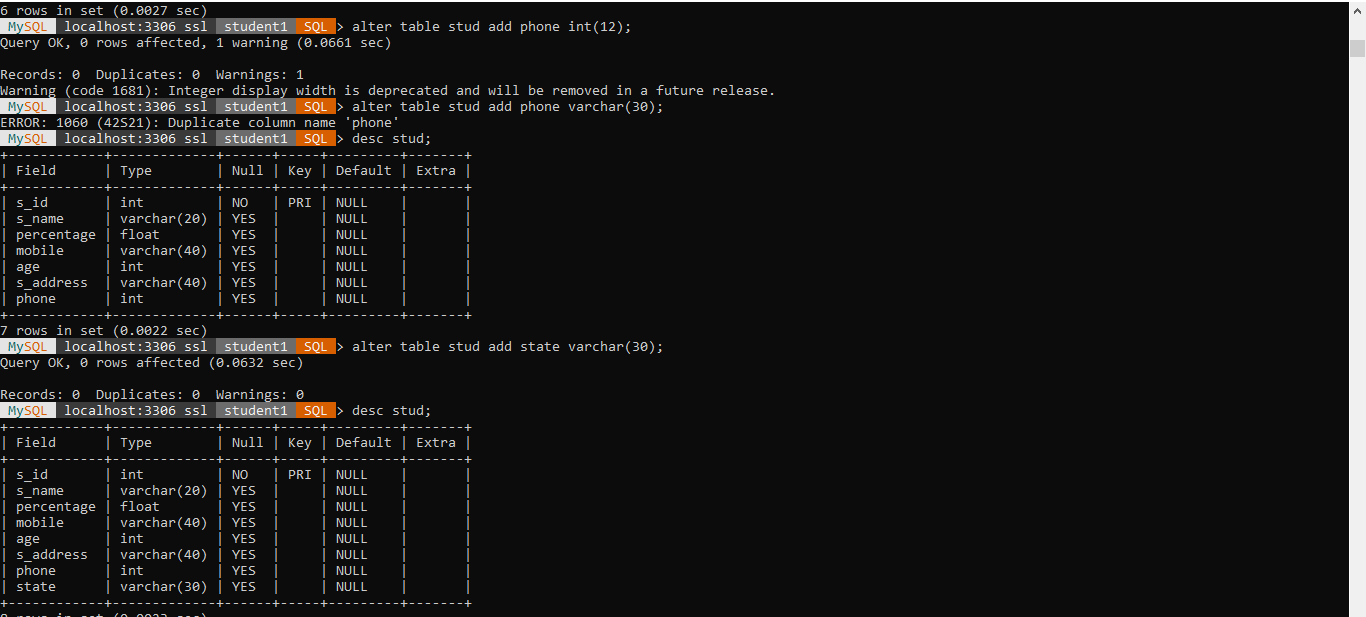 6 rows in set (0.0027 sec)
MySQL localhost:3306 ssl student1 SQL > alter table stud add phone int(12);
Query OK, 0 rows affected, 1 warning (0.0661 sec)
Records: 0  Duplicates: 0  Warnings: 1
Warning (code 1681): Integer display width is deprecated and will be removed in a future release.
MySQL localhost:3306 ssl student1 SQL > alter table stud add phone varchar(30);
ERROR: 1060 (42S21): Duplicate column name 'phone'
MySQL localhost:3306 ssl student1 SQL > desc stud;
+------------+-------------+------+-----+---------+-------+
| Field      | Type        | Null | Key | Default | Extra |
+------------+-------------+------+-----+---------+-------+
| s_id       | int         | NO   | PRI | NULL    |       |
| s_name     | varchar(20) | YES  |     | NULL    |       |
| percentage | float       | YES  |     | NULL    |       |
| mobile     | varchar(40) | YES  |     | NULL    |       |
| age        | int         | YES  |     | NULL    |       |
| s_address  | varchar(40) | YES  |     | NULL    |       |
| phone      | int         | YES  |     | NULL    |       |
+------------+-------------+------+-----+---------+-------+
7 rows in set (0.0022 sec)
MySQL localhost:3306 ssl student1 SQL > alter table stud add state varchar(30);
Query OK, 0 rows affected (0.0632 sec)
Records: 0  Duplicates: 0  Warnings: 0
MySQL localhost:3306 ssl student1 SQL > desc stud;
+------------+-------------+------+-----+---------+-------+
| Field      | Type        | Null | Key | Default | Extra |
+------------+-------------+------+-----+---------+-------+
| s_id       | int         | NO   | PRI | NULL    |       |
| s_name     | varchar(20) | YES  |     | NULL    |       |
| percentage | float       | YES  |     | NULL    |       |
| mobile     | varchar(40) | YES  |     | NULL    |       |
| age        | int         | YES  |     | NULL    |       |
| s_address  | varchar(40) | YES  |     | NULL    |       |
| phone      | int         | YES  |     | NULL    |       |
| state      | varchar(30) | YES  |     | NULL    |       |
+------------+-------------+------+-----+---------+-------+